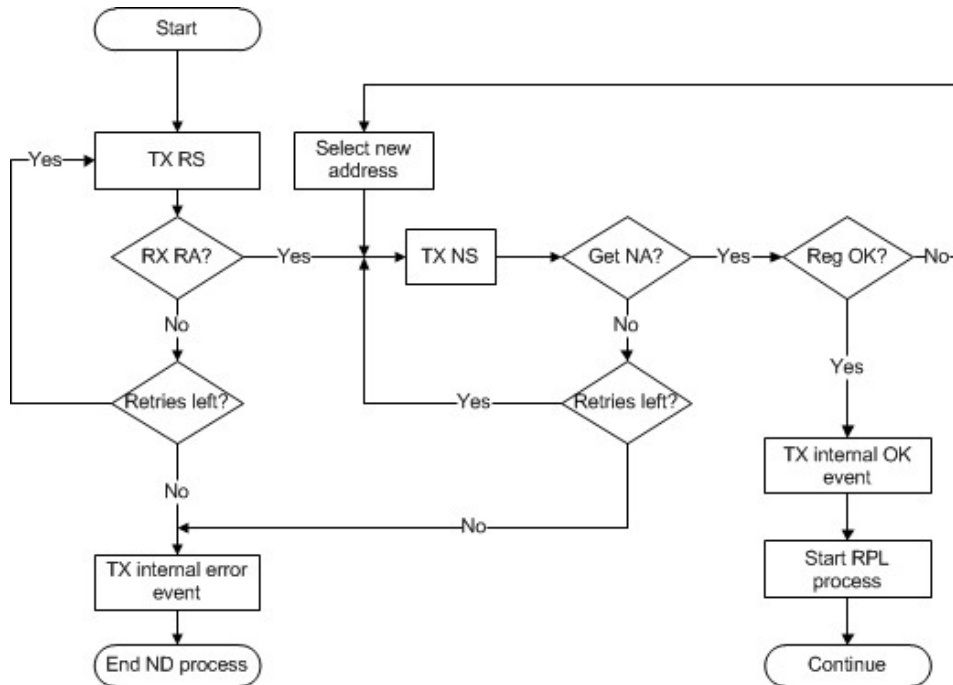 Start
Yes
TX RS
Select new
address
RX RA?
Yes
TX NS
Get NA?
Yes
Reg OK?
No
No
No
Yes
Retries left?
Yes
Retries left?
No
No
TX internal OK
event
TX internal error
event
Start RPL
process
End ND process
Continue